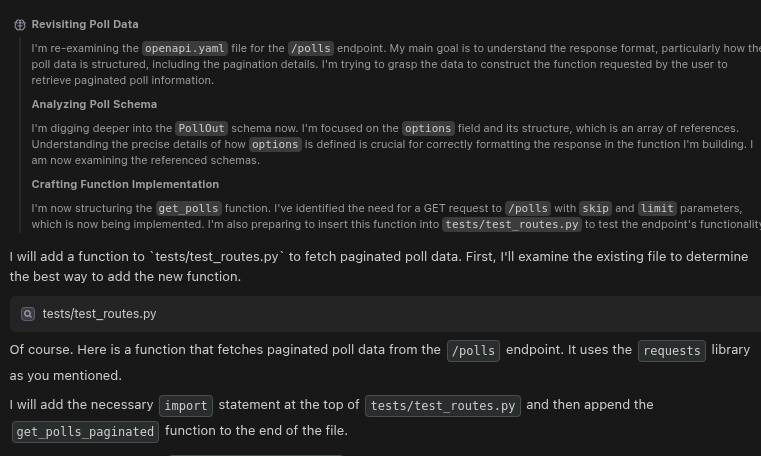 Revisiting Poll Data
I'm re-examining the openapi.yaml file for the /polls endpoint. My main goal is to understand the response format, particularly how the
poll data is structured, including the pagination details. I'm trying to grasp the data to construct the function requested by the user to
retrieve paginated poll information.
Analyzing Poll Schema
I'm digging deeper into the PollOut schema now. I'm focused on the options field and its structure, which is an array of references.
Understanding the precise details of how options is defined is crucial for correctly formatting the response in the function I'm building. I
am now examining the referenced schemas.
Crafting Function Implementation
I'm now structuring the get_polls function. I've identified the need for a GET request to /polls with skip and limit parameters,
which is now being implemented. I'm also preparing to insert this function into tests/test_routes.py to test the endpoint's functionality
I will add a function to `tests/test_routes.py` to fetch paginated poll data. First, I'll examine the existing file to determine
the best way to add the new function.
tests/test_routes.py
Of course. Here is a function that fetches paginated poll data from the /polls endpoint. It uses the requests library
as you mentioned.
I will add the necessary import statement at the top of tests/test_routes.py and then append the
get_polls_paginated function to the end of the file.